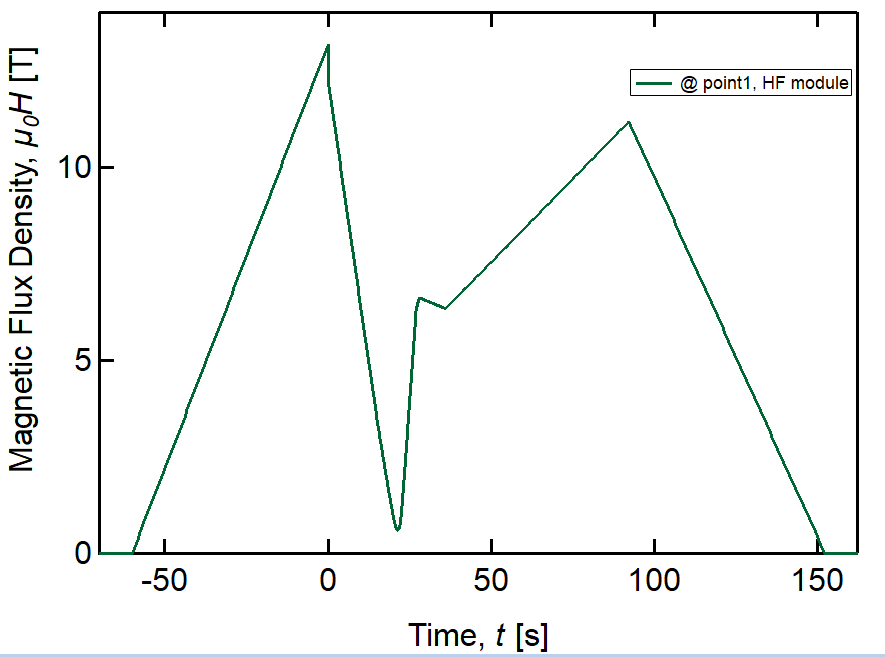 Magnetic Flux Density, μ0H [T]
10
5
0
@ point1, HF module
-50
0
50
100
150
Time, t [s]